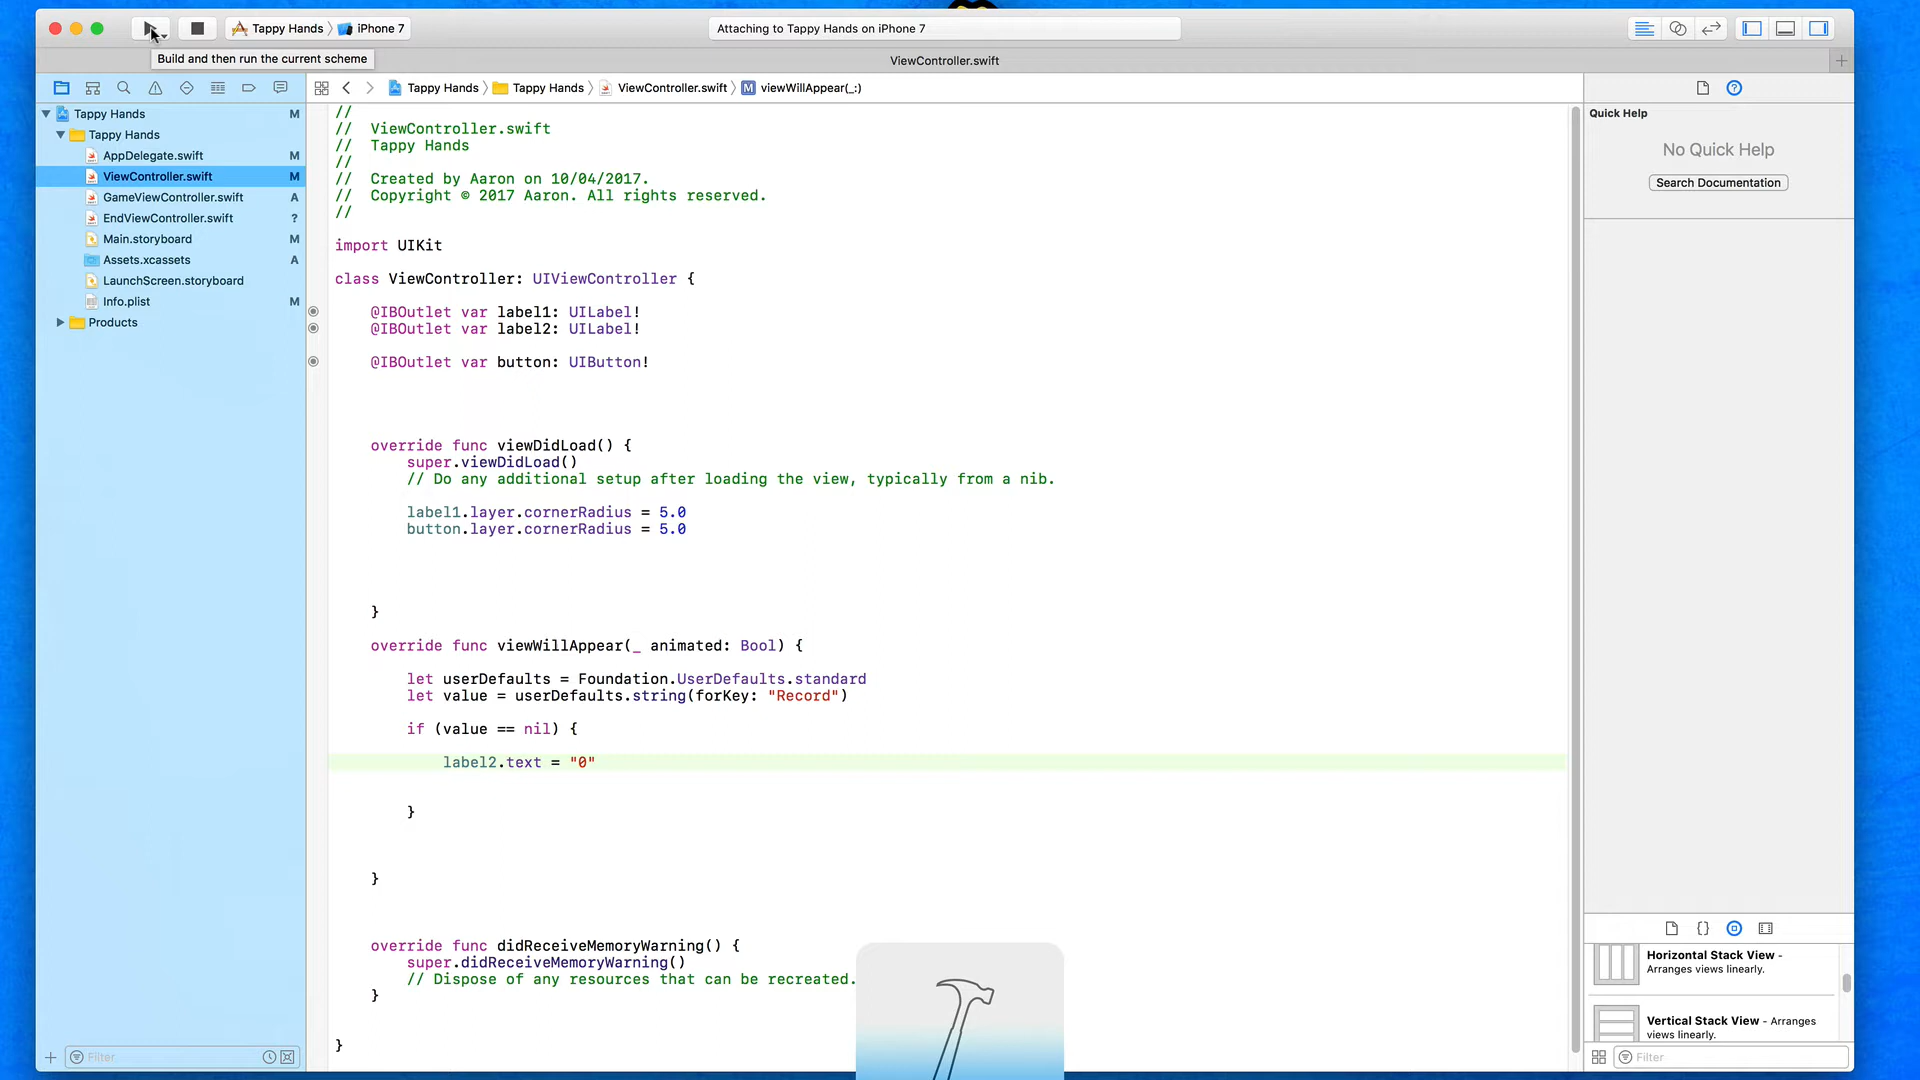 Tappy Hands
iPhone 7
Attaching to Tappy Hands on iPhone 7
Build and then run the current scheme
ViewController.swift
Tappy Hands
Tappy Hands
ViewController.swift
M
viewWillAppear(_:)
Tappy Hands M
Tappy Hands
AppDelegate.swift M
ViewController.swift M
GameViewController.swift A
EndViewController.swift ?
Main.storyboard M
Assets.xcassets A
LaunchScreen.storyboard
Info.plist M
Products
Filter
//
// ViewController.swift
// Tappy Hands
//
// Created by Aaron on 10/04/2017.
// Copyright © 2017 Aaron. All rights reserved.
//
import UIKit
class ViewController: UIViewController {
@IBOutlet var label1: UILabel!
@IBOutlet var label2: UILabel!
@IBOutlet var button: UIButton!
override func viewDidLoad() {
super.viewDidLoad()
// Do any additional setup after loading the view, typically from a nib.
label1.layer.cornerRadius = 5.0
button.layer.cornerRadius = 5.0
}
override func viewWillAppear(_ animated: Bool) {
let userDefaults = Foundation.UserDefaults.standard
let value = userDefaults.string(forKey: "Record")
if (value == nil) {
label2.text = "0"
}
}
override func didReceiveMemoryWarning() {
super.didReceiveMemoryWarning()
// Dispose of any resources that can be recreated.
}
}
Quick Help
No Quick Help
Search Documentation
Horizontal Stack View -
Arranges views linearly.
Vertical Stack View - Arranges
views linearly.
Filter